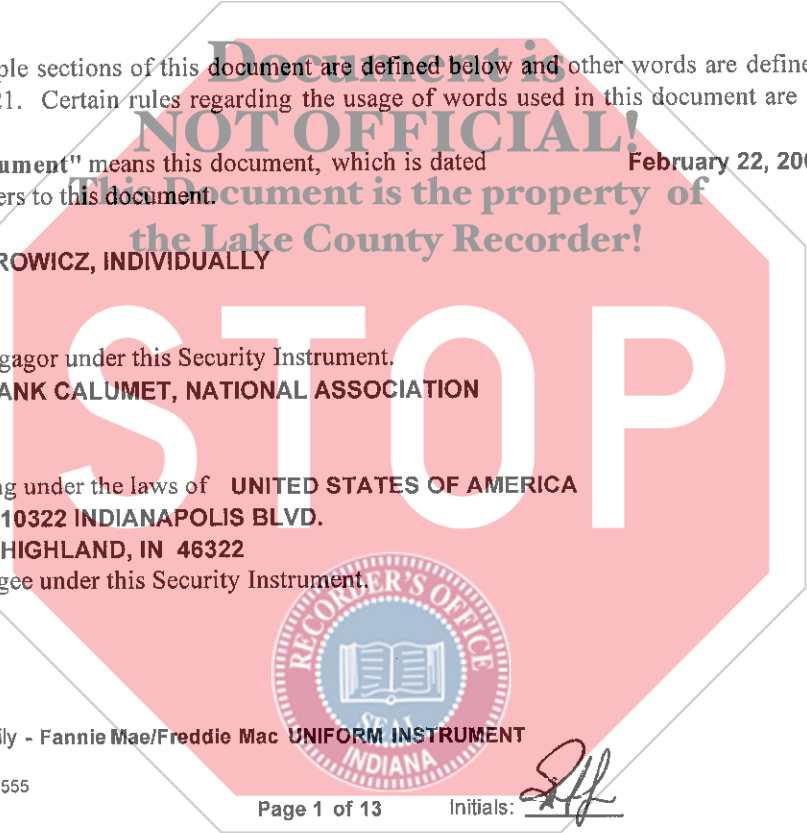 Document is
ple sections of this document are defined below and other words are define
21. Certain rules regarding the usage of words used in this document are
NOT OFFICIAL!
ument" means this document, which is dated February 22, 200
This Document is the property of
ers to this document.
the Lake County Recorder!
ROWICZ, INDIVIDUALLY
STOP
gagor under this Security Instrument.
ANK CALUMET, NATIONAL ASSOCIATION
ng under the laws of UNITED STATES OF AMERICA
10322 INDIANAPOLIS BLVD.
HIGHLAND, IN 46322
gee under this Security Instrument.
RECORDER'S OFFICE
SEAL
INDIANA
ily - Fannie Mae/Freddie Mac UNIFORM INSTRUMENT
555
Page 1 of 13 Initials: